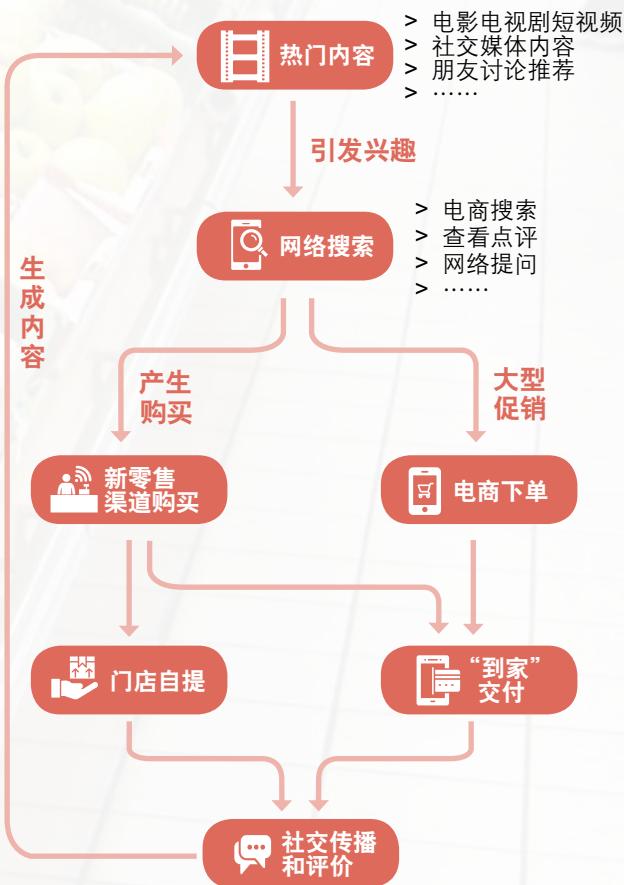 热门内容
> 电影电视剧短视频
> 社交媒体内容
> 朋友讨论推荐
> ……
引发兴趣
网络搜索
> 电商搜索
> 查看点评
> 网络提问
> ……
生成内容
产生
购买
大型
促销
新零售
渠道购买
电商下单
门店自提
“到家”
交付
社交传播
和评价